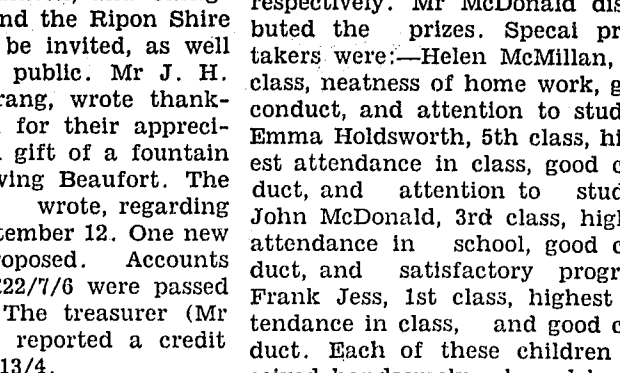 nd the Ripon Shire
be invited, as well
public. Mr J. H.
rang, wrote thank-
for their appreci-
gift of a fountain
ving Beaufort. The
wrote, regarding
tember 12. One new
roposed. Accounts
£22/7/6 were passed
The treasurer (Mr
reported a credit
13/4.
respectively. Mr McDonald dis
buted the prizes. Specal pr
takers were:—Helen McMillan,
class, neatness of home work, g
conduct, and attention to stud
Emma Holdsworth, 5th class, hi
est attendance in class, good c
duct, and attention to stud
John McDonald, 3rd class, high
attendance in school, good c
duct, and satisfactory progr
Frank Jess, 1st class, highest
tendance in class, and good c
duct. Each of these children